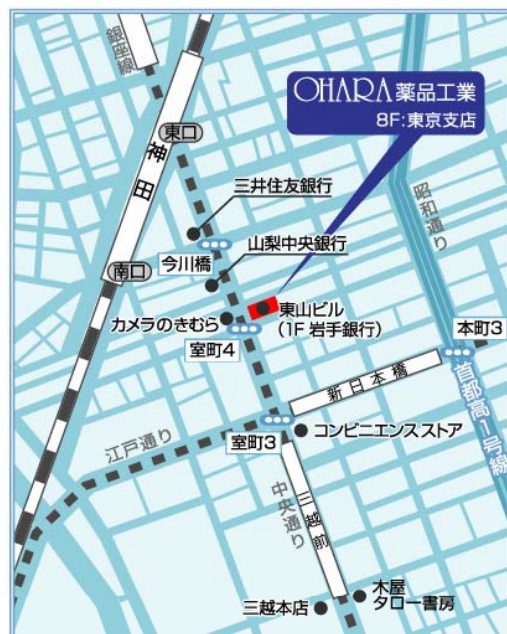 銀座線
OHARA薬品工業
8F:東京支店
東口
神田
三井住友銀行
昭和通り
今川橋
山梨中央銀行
南口
カメラのきむら
東山ビル
(1F 岩手銀行)
室町4
本町3
新日本橋
首都高1号線
江戸通り
室町3
コンビニエンスストア
中央通り
三越前
木屋
タロー書房
三越本店